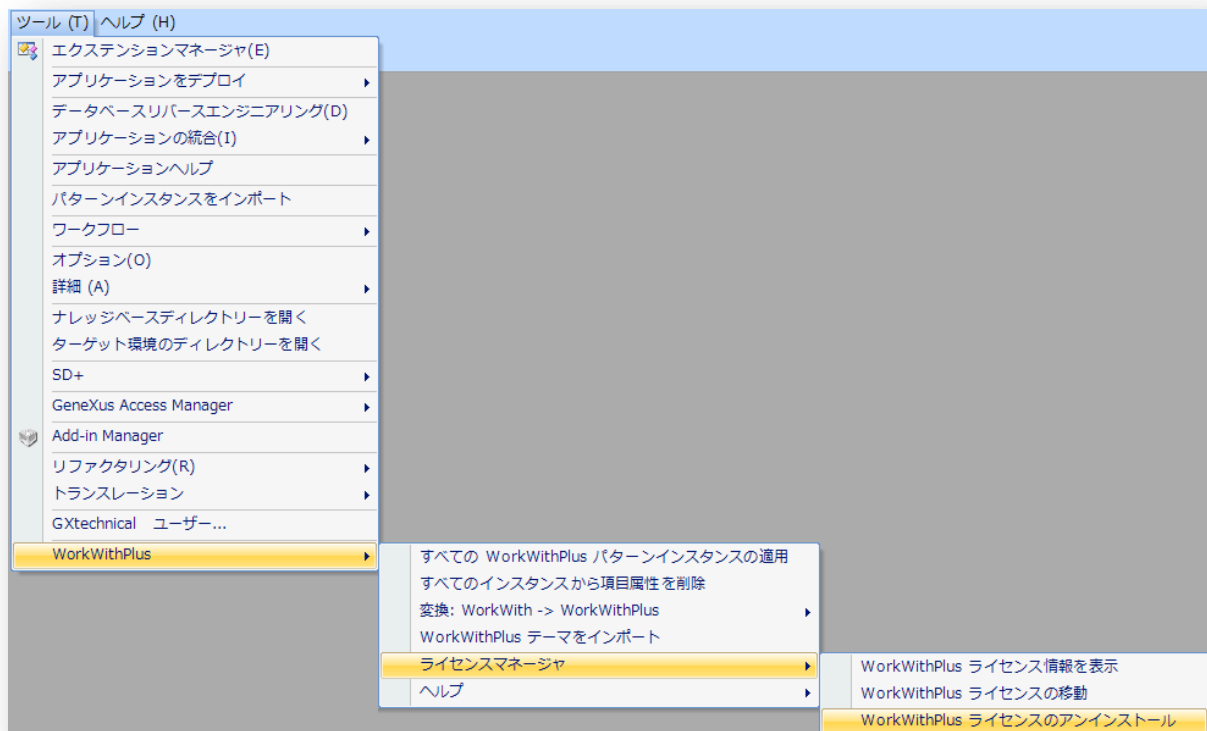 ツール (T) ヘルプ (H)
エクステンションマネージャ(E)
アプリケーションをデプロイ
データベースリバースエンジニアリング(D)
アプリケーションの統合(I)
アプリケーションヘルプ
パターンインスタンスをインポート
ワークフロー
オプション(O)
詳細 (A)
ナレッジベースディレクトリーを開く
ターゲット環境のディレクトリーを開く
SD+
GeneXus Access Manager
Add-in Manager
リファクタリング(R)
トランスレーション
GXtechnical　ユーザー...
WorkWithPlus
すべての WorkWithPlus パターンインスタンスの適用
すべてのインスタンスから項目属性を削除
変換: WorkWith -> WorkWithPlus
WorkWithPlus テーマをインポート
ライセンスマネージャ
ヘルプ
WorkWithPlus ライセンス情報を表示
WorkWithPlus ライセンスの移動
WorkWithPlus ライセンスのアンインストール